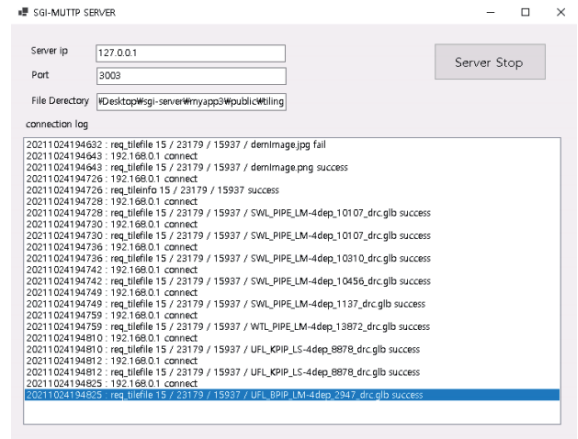 SGI-MUTTP SERVER
Server ip
127.0.0.1
Server Stop
Port
3003
File Derectory
₩Desktop₩sgi-server₩myapp3₩public₩tiling
connection log
20211024194632 : req_tilefile 15 / 23179 / 15937 / demImage.jpg fail
20211024194643 : 192.168.0.1 connect
20211024194643 : req_tilefile 15 / 23179 / 15937 / demImage.png success
20211024194726 : 192.168.0.1 connect
20211024194726 : req_tileinfo 15 / 23179 / 15937 success
20211024194728 : 192.168.0.1 connect
20211024194728 : req_tilefile 15 / 23179 / 15937 / SWL_PIPE_LM-4dep_10107_drc.glb success
20211024194730 : 192.168.0.1 connect
20211024194730 : req_tilefile 15 / 23179 / 15937 / SWL_PIPE_LM-4dep_10107_drc.glb success
20211024194736 : 192.168.0.1 connect
20211024194736 : req_tilefile 15 / 23179 / 15937 / SWL_PIPE_LM-4dep_10310_drc.glb success
20211024194742 : 192.168.0.1 connect
20211024194742 : req_tilefile 15 / 23179 / 15937 / SWL_PIPE_LM-4dep_10456_drc.glb success
20211024194749 : 192.168.0.1 connect
20211024194749 : req_tilefile 15 / 23179 / 15937 / SWL_PIPE_LM-4dep_1137_drc.glb success
20211024194759 : 192.168.0.1 connect
20211024194759 : req_tilefile 15 / 23179 / 15937 / WTL_PIPE_LM-4dep_13872_drc.glb success
20211024194810 : 192.168.0.1 connect
20211024194810 : req_tilefile 15 / 23179 / 15937 / UFL_KPIP_LS-4dep_8878_drc.glb success
20211024194812 : 192.168.0.1 connect
20211024194812 : req_tilefile 15 / 23179 / 15937 / UFL_KPIP_LS-4dep_8878_drc.glb success
20211024194825 : 192.168.0.1 connect
20211024194825 : req_tilefile 15 / 23179 / 15937 / UFL_BPIP_LM-4dep_2947_drc.glb success